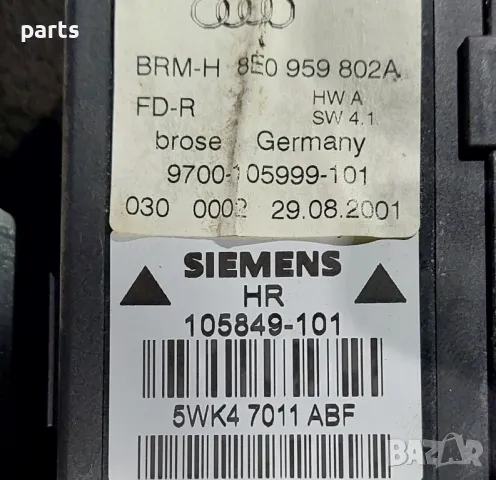 parts
BRM-H 8E0 959 802A
FD-R HW A
SW 4.1
brose Germany
9700-105999-101
030 0002 29.08.2001
SIEMENS
HR
105849-101
5WK4 7011 ABF
BAZAR